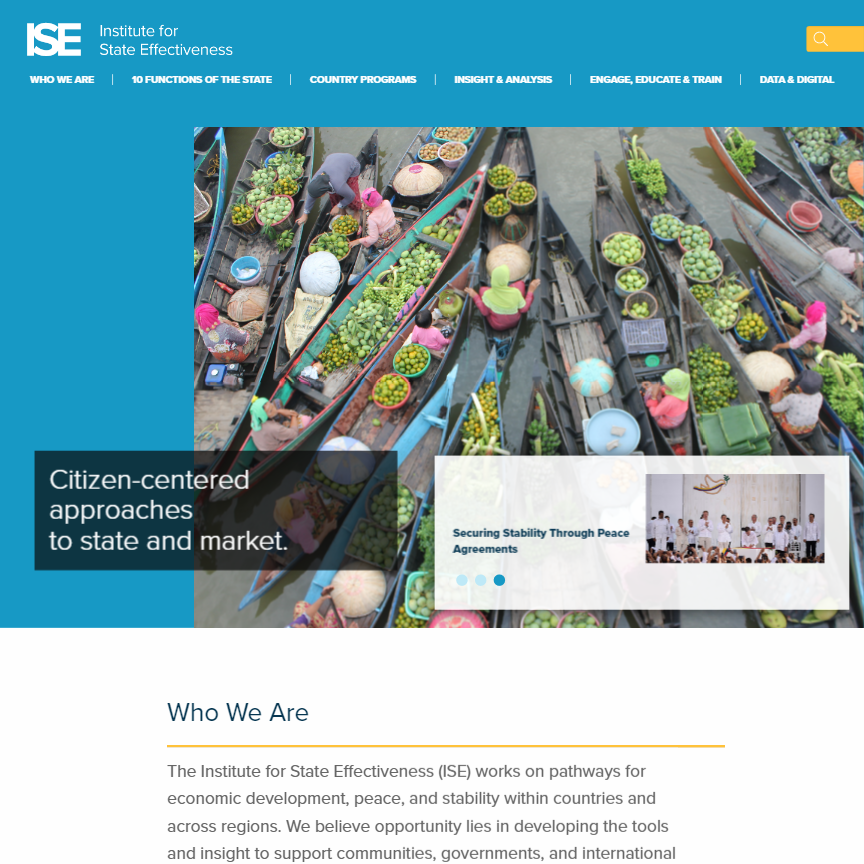 ISE
Institute for
State Effectiveness
WHO WE ARE | 10 FUNCTIONS OF THE STATE | COUNTRY PROGRAMS | INSIGHT & ANALYSIS | ENGAGE, EDUCATE & TRAIN | DATA & DIGITAL
Citizen-centered
approaches
to state and market.
Securing Stability Through Peace
Agreements
Who We Are
The Institute for State Effectiveness (ISE) works on pathways for
economic development, peace, and stability within countries and
across regions. We believe opportunity lies in developing the tools
and insight to support communities, governments, and international